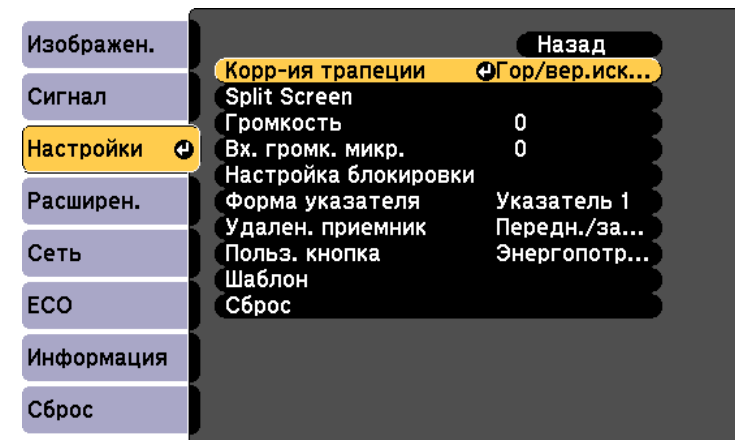 Изображен.
Сигнал
Настройки
Расширен.
Сеть
ECO
Информация
Сброс
Назад
Корр-ия трапеции Гор/вер.иск...
Split Screen
Громкость 0
Вх. громк. микр. 0
Настройка блокировки
Форма указателя Указатель 1
Удален. приемник Передн./за...
Польз. кнопка Энергопотр...
Шаблон
Сброс